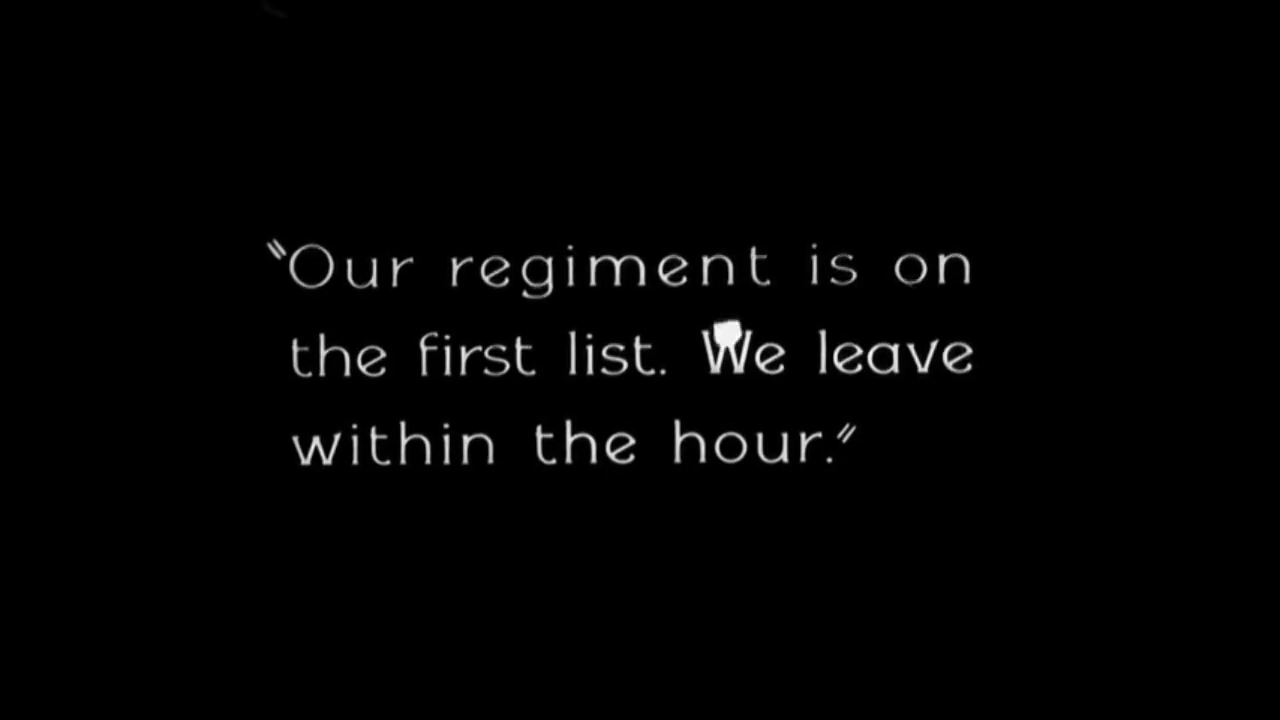 "Our regiment is on
the first list. We leave
within the hour."